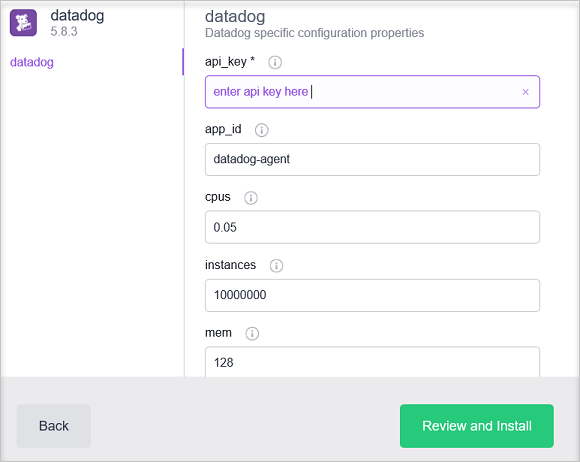 datadog
5.8.3
datadog
datadog
Datadog specific configuration properties
api_key *
enter api key here
app_id
datadog-agent
cpus
0.05
instances
10000000
mem
128
Back
Review and Install